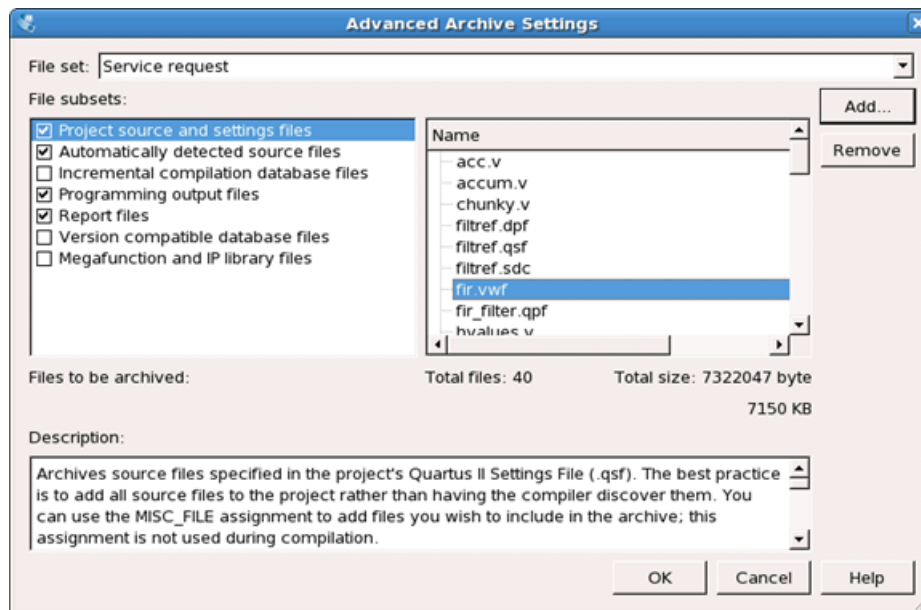 Advanced Archive Settings
File set: Service request
File subsets:
Add...
Project source and settings files
Automatically detected source files
Incremental compilation database files
Programming output files
Report files
Version compatible database files
Megafunction and IP library files
Name
acc.v
accum.v
chunky.v
filtref.dpf
filtref.qsf
filtref.sdc
fir.vwf
fir_filter.qpf
hvalues.v
Remove
Files to be archived:
Total files: 40
Total size: 7322047 byte
7150 KB
Description:
Archives source files specified in the project's Quartus II Settings File (.qsf). The best practice
is to add all source files to the project rather than having the compiler discover them. You
can use the MISC_FILE assignment to add files you wish to include in the archive; this
assignment is not used during compilation.
OK
Cancel
Help